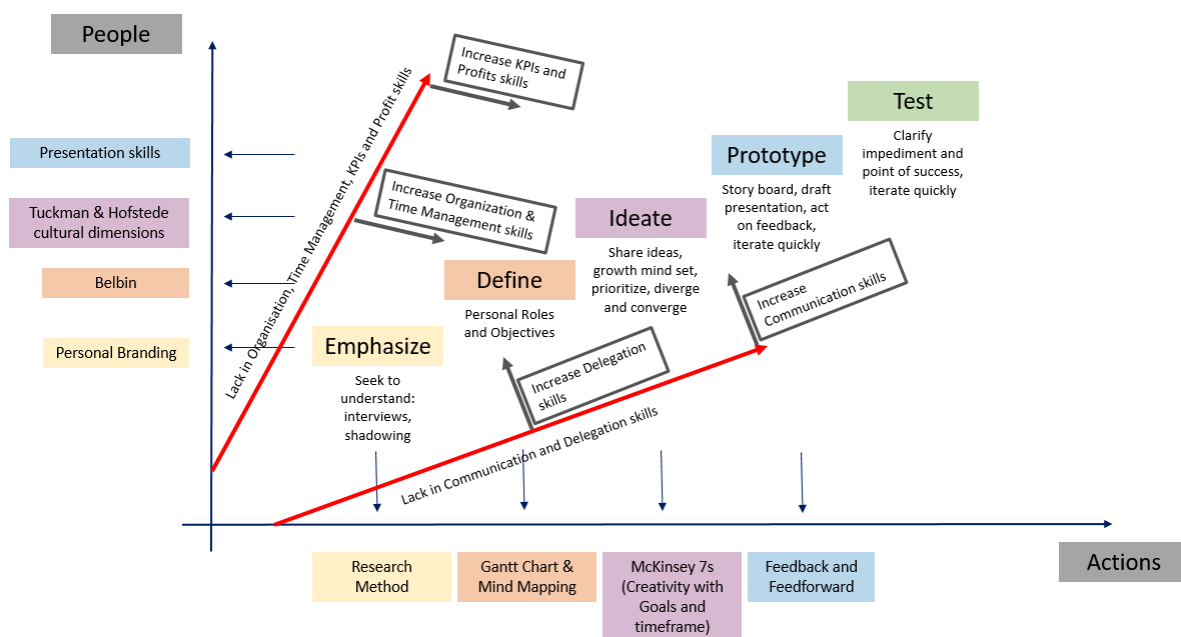 People
Presentation skills
Tuckman & Hofstede
cultural dimensions
Belbin
Personal Branding
Lack in Organisation, Time Management, KPIs and Profit skills
Increase KPIs and
Profits skills
Increase Organization &
Time Management skills
Emphasize
Seek to
understand:
interviews,
shadowing
Define
Personal Roles
and Objectives
Ideate
Share ideas,
growth mind set,
prioritize, diverge
and converge
Prototype
Story board, draft
presentation, act
on feedback,
iterate quickly
Test
Clarify
impediment and
point of success,
iterate quickly
Increase Delegation
skills
Increase
Communication skills
Lack in Communication and Delegation skills
Research
Method
Gantt Chart &
Mind Mapping
McKinsey 7s
(Creativity with
Goals and
timeframe)
Feedback and
Feedforward
Actions